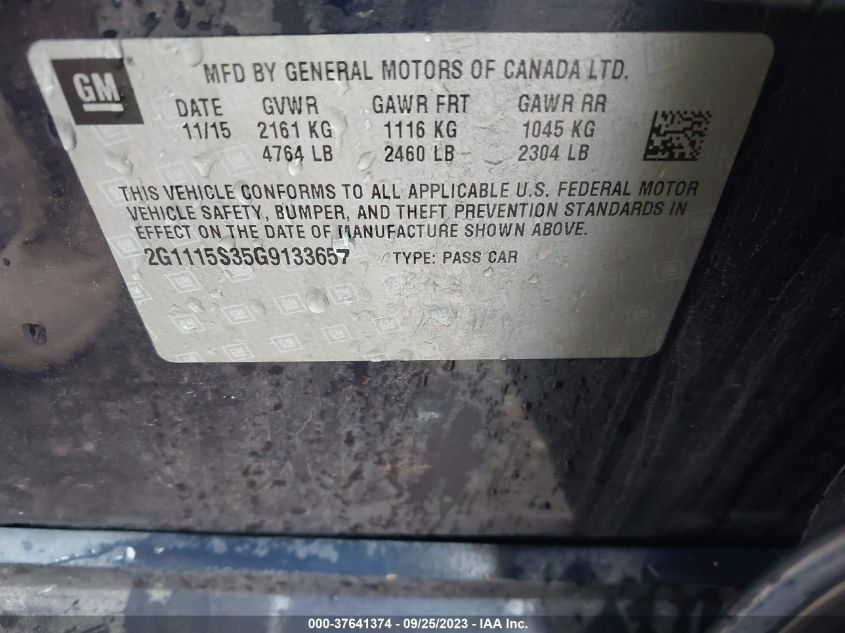 GM
MFD BY GENERAL MOTORS OF CANADA LTD.
DATE GVWR GAWR FRT GAWR RR
11/15 2161 KG 1116 KG 1045 KG
4764 LB 2460 LB 2304 LB
THIS VEHICLE CONFORMS TO ALL APPLICABLE U.S. FEDERAL MOTOR
VEHICLE SAFETY, BUMPER, AND THEFT PREVENTION STANDARDS IN
EFFECT ON THE DATE OF MANUFACTURE SHOWN ABOVE.
2G1115S35G9133657 TYPE: PASS CAR
000-37641374 - 09/25/2023 - IAA Inc.